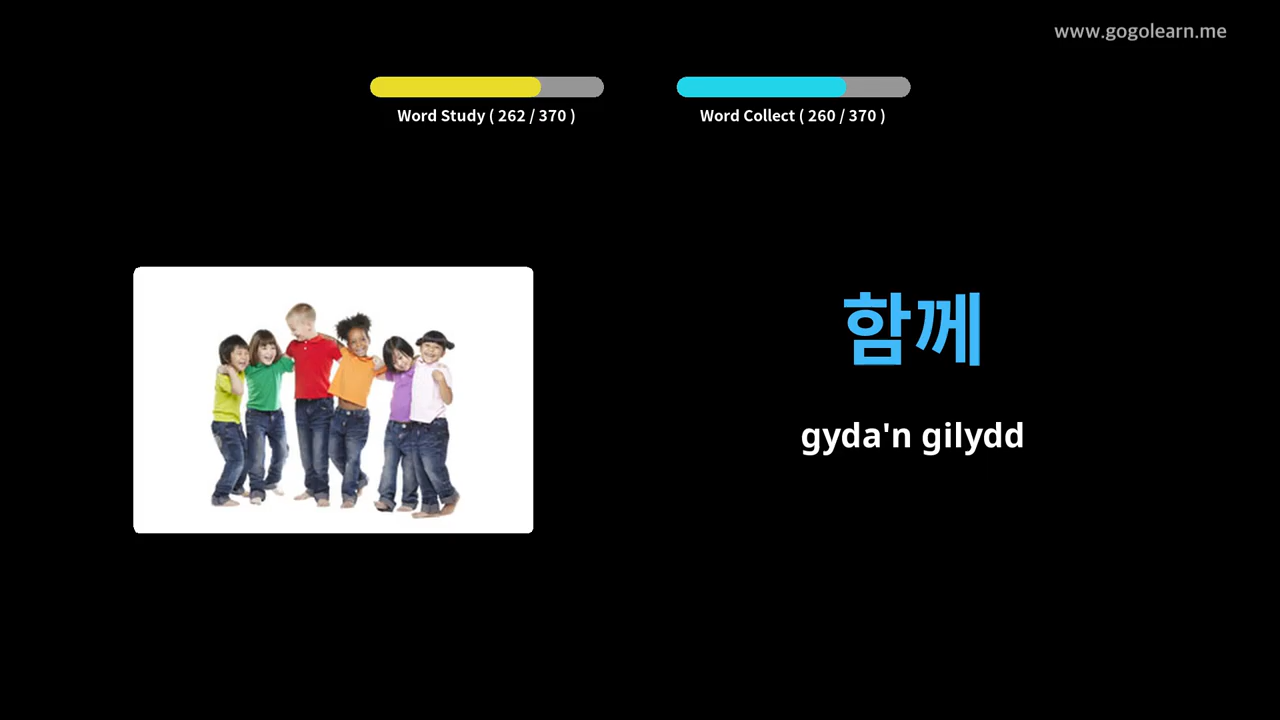 www.gogolearn.me
Word Study ( 262 / 370 )
Word Collect ( 260 / 370 )
함께
gyda'n gilydd